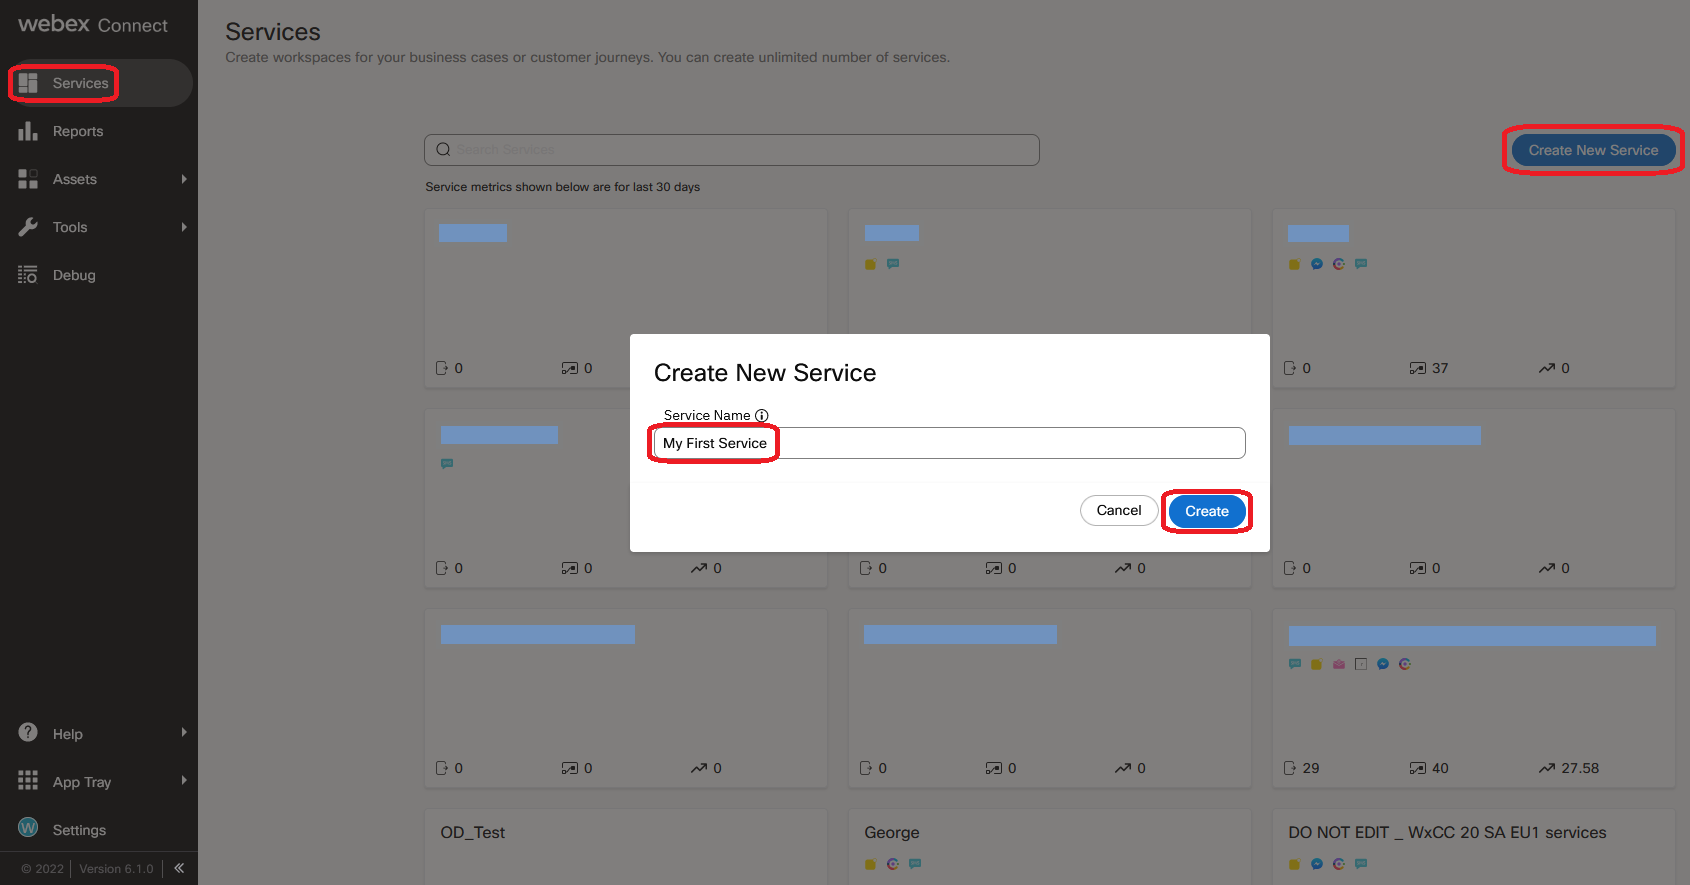 webex Connect
Services
Reports
Assets
Tools
Debug
Help
App Tray
W
Settings
© 2022 Version 6.1.0
Services
Create workspaces for your business cases or customer journeys. You can create unlimited number of services.
Search Services
Create New Service
Service metrics shown below are for last 30 days
0 0
0 37 0
Create New Service
Service Name
My First Service
Cancel Create
0 0 0
0 0 0
0 0 0
0 0 0
0 0 0
29 40 27.58
OD_Test
George
DO NOT EDIT _ WxCC 20 SA EU1 services